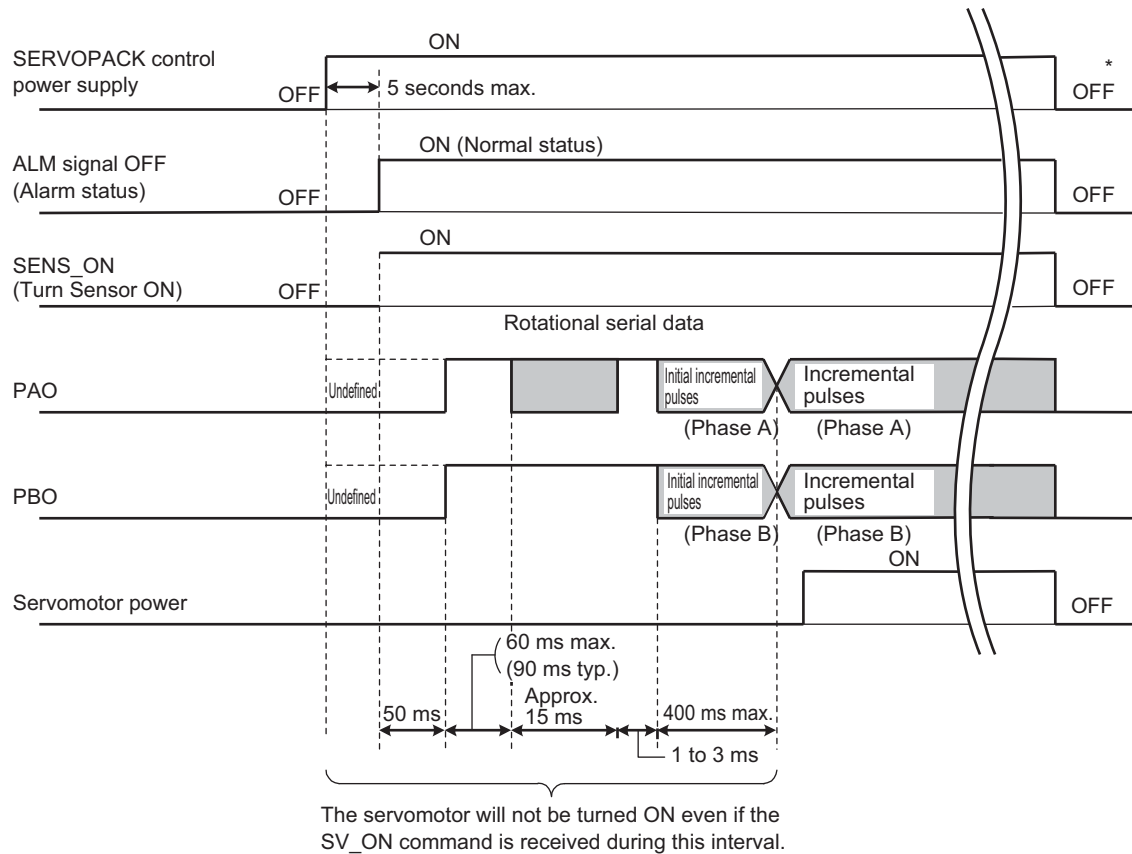 ON
SERVOPACK control
power supply
OFF
5 seconds max.
*
OFF
ON (Normal status)
ALM signal OFF
(Alarm status)
OFF
OFF
ON
SENS_ON
(Turn Sensor ON)
OFF
OFF
Rotational serial data
PAO
Undefined
Initial incremental
pulses
Incremental
pulses
(Phase A)
(Phase A)
PBO
Undefined
Initial incremental
pulses
Incremental
pulses
(Phase B)
(Phase B)
ON
Servomotor power
OFF
60 ms max.
(90 ms typ.)
Approx.
50 ms
15 ms
400 ms max.
1 to 3 ms
The servomotor will not be turned ON even if the
SV_ON command is received during this interval.